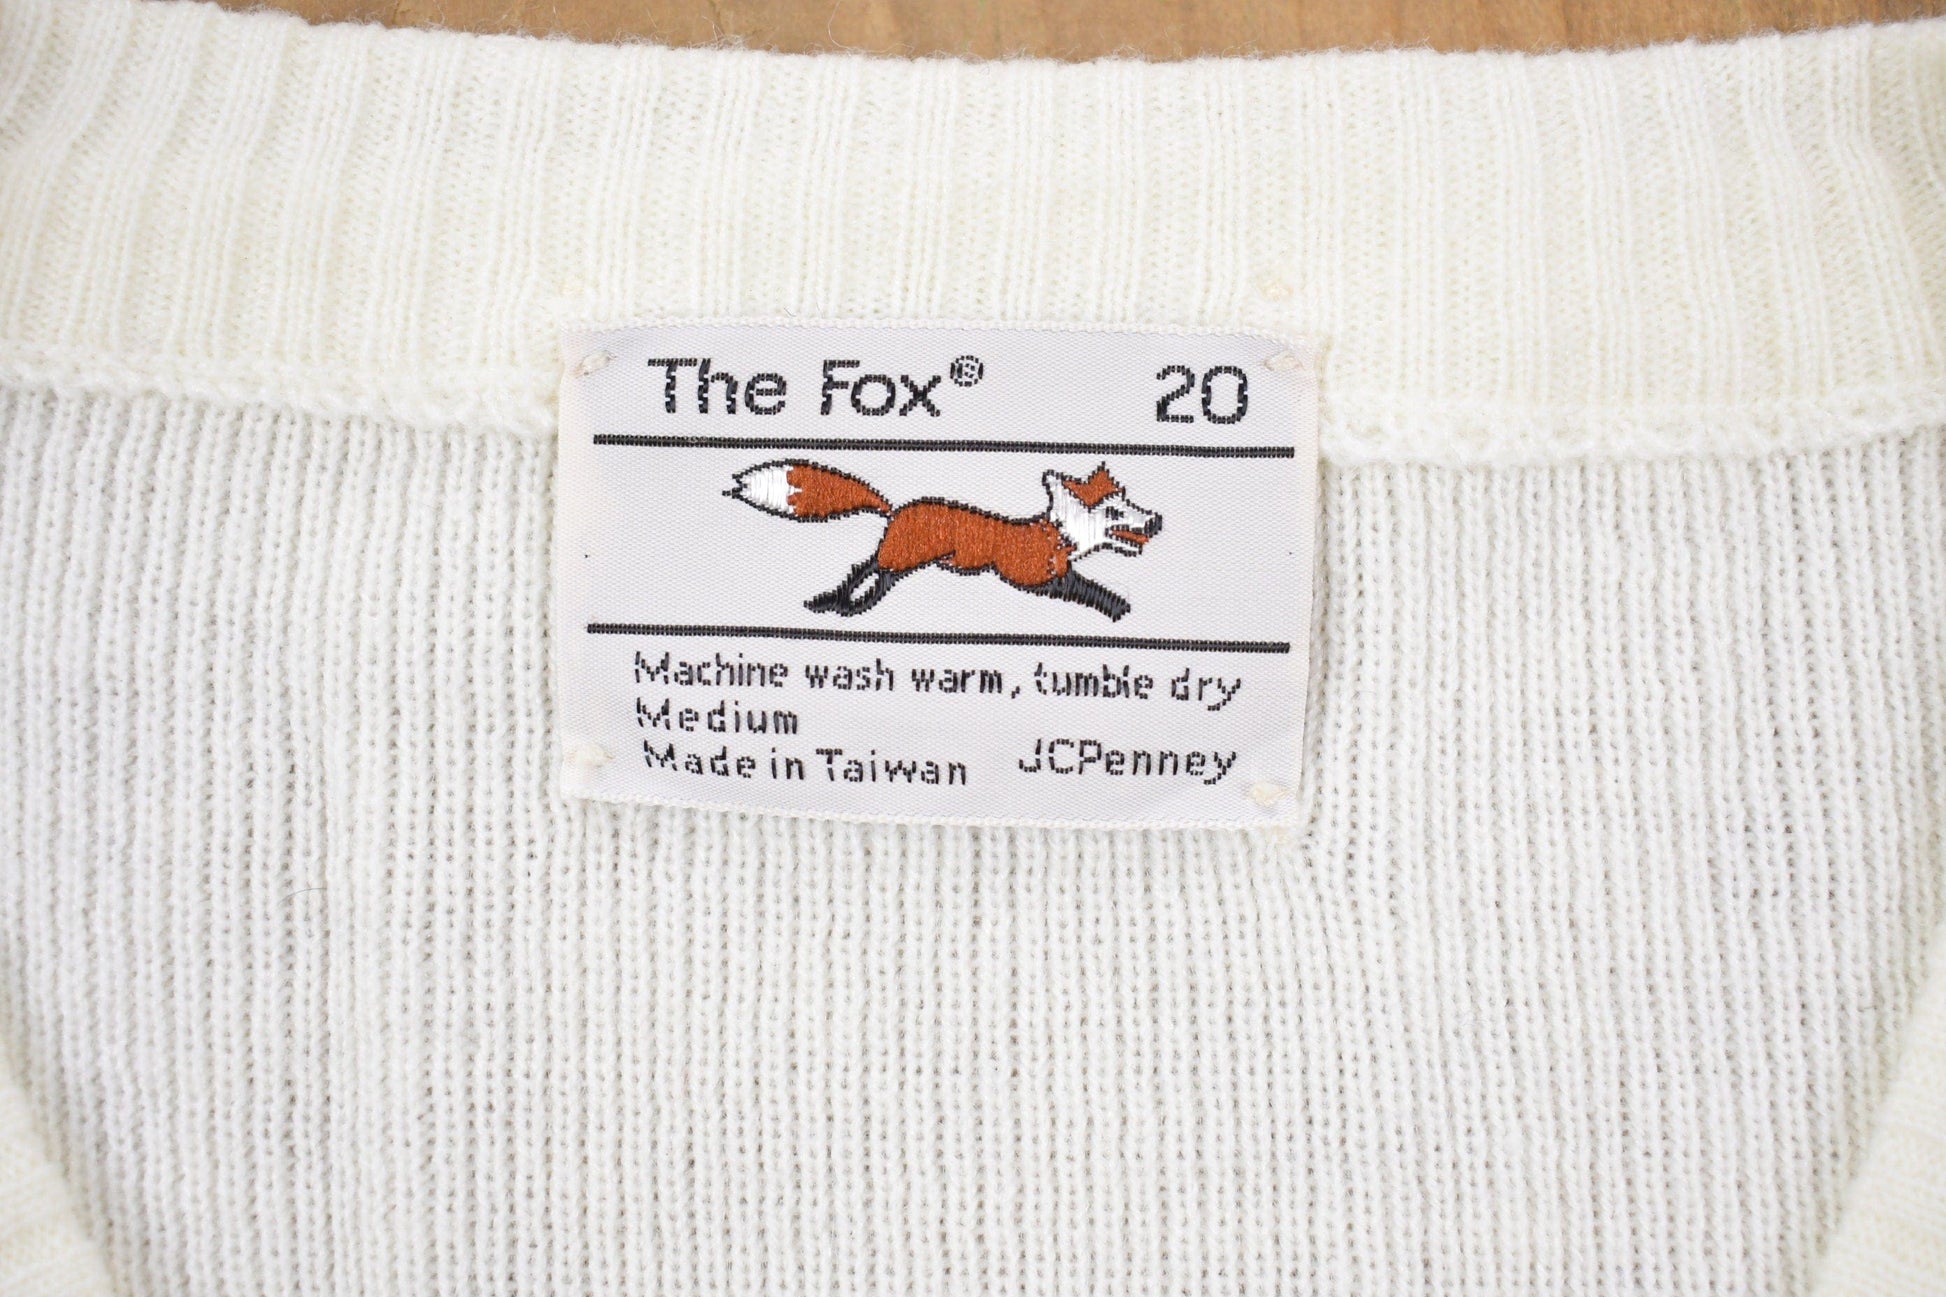 The Fox® 20
Machine wash warm, tumble dry
Medium
Made in Taiwan JCPenney